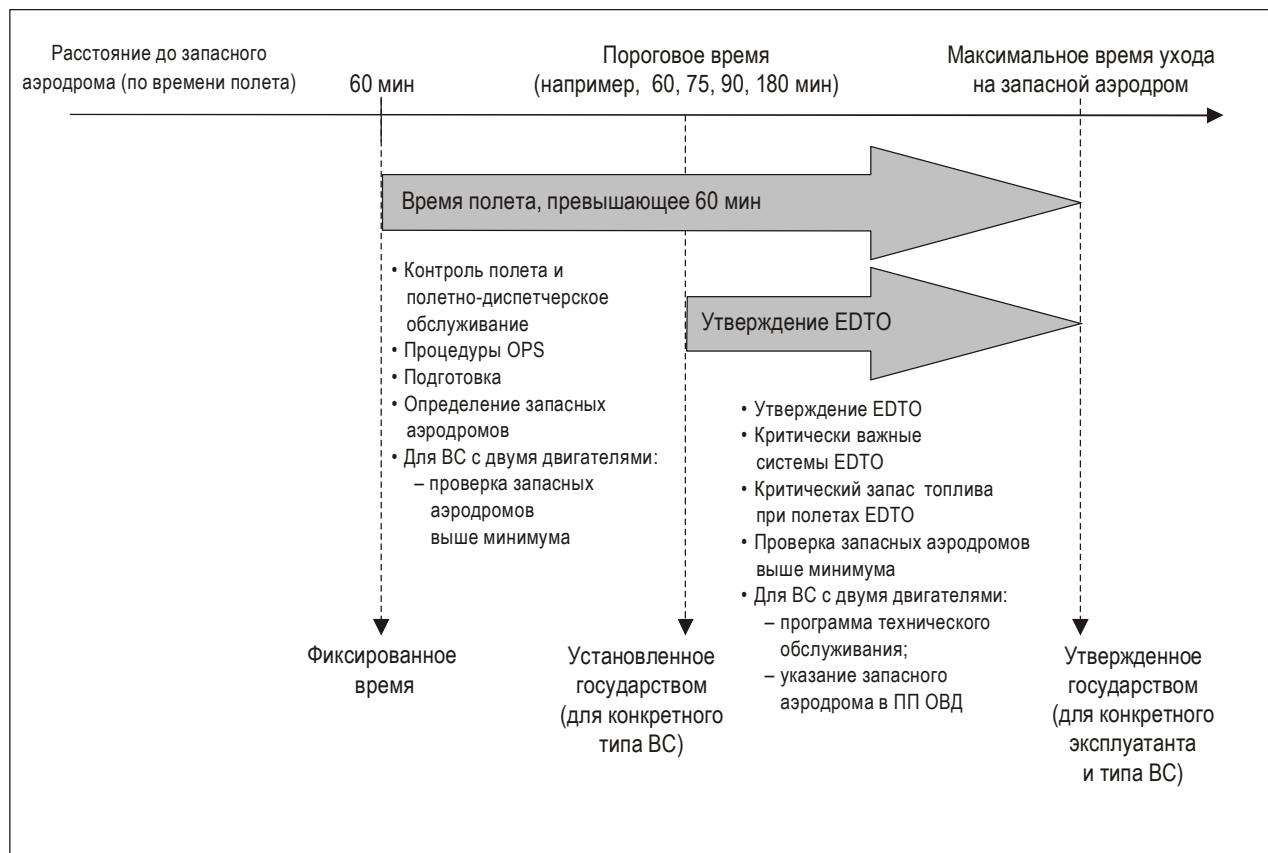 Расстояние до запасного
аэродрома (по времени полета)
60 мин
Пороговое время
(например, 60, 75, 90, 180 мин)
Максимальное время ухода
на запасной аэродром
Время полета, превышающее 60 мин
• Контроль полета и
полетно-диспетчерское
обслуживание
• Процедуры OPS
• Подготовка
• Определение запасных
аэродромов
• Для ВС с двумя двигателями:
– проверка запасных
аэродромов
выше минимума
Утверждение EDTO
• Утверждение EDTO
• Критически важные
системы EDTO
• Критический запас топлива
при полетах EDTO
• Проверка запасных аэродромов
выше минимума
• Для ВС с двумя двигателями:
– программа технического
обслуживания;
– указание запасного
аэродрома в ПП ОВД
Фиксированное
время
Установленное
государством
(для конкретного
типа ВС)
Утвержденное
государством
(для конкретного
эксплуатанта
и типа ВС)